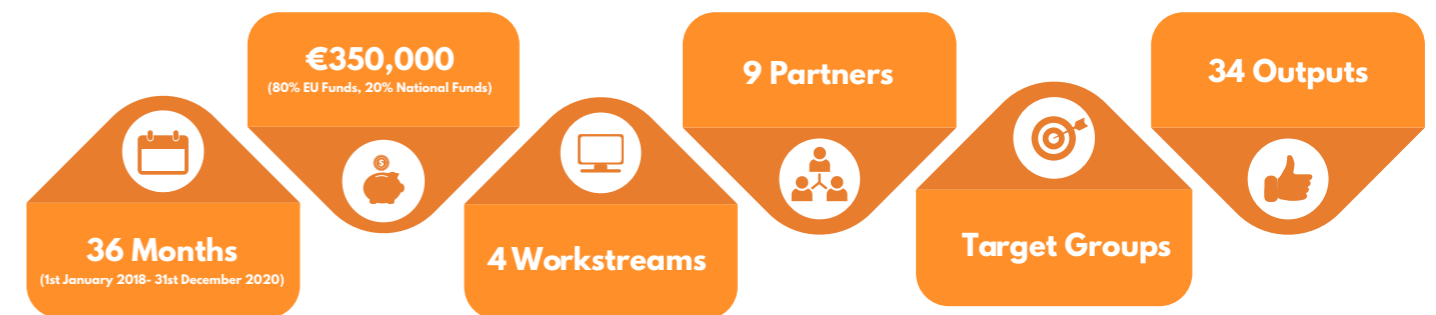 36 Months
(1st January 2018- 31st December 2020)
€350,000
(80% EU Funds, 20% National Funds)
$
4 Workstreams
9 Partners
Target Groups
34 Outputs